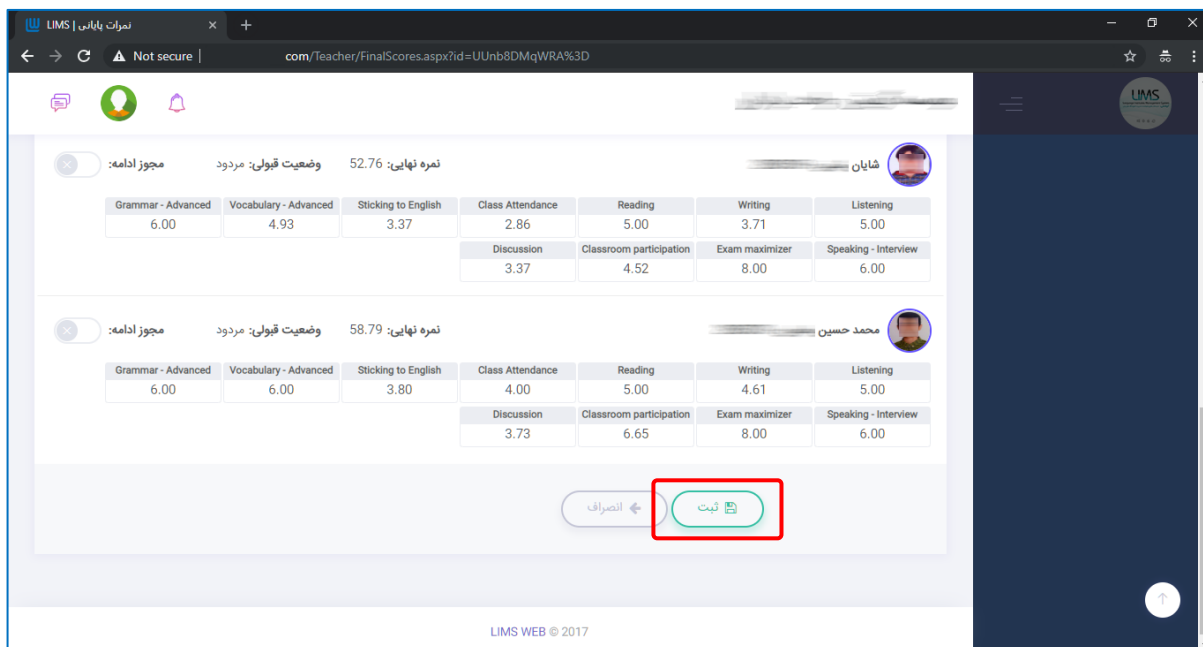 نمرات پایانی | LIMS
Not secure | com/Teacher/FinalScores.aspx?id=UUnb8DMqWRA%3D
LIMS
شایان
نمره نهایی: 52.76 وضعیت قبولی: مردود مجوز ادامه:
Grammar - Advanced Vocabulary - Advanced Sticking to English Class Attendance Reading Writing Listening
6.00 4.93 3.37 2.86 5.00 3.71 5.00
Discussion Classroom participation Exam maximizer Speaking - Interview
3.37 4.52 8.00 6.00
محمد حسین
نمره نهایی: 58.79 وضعیت قبولی: مردود مجوز ادامه:
Grammar - Advanced Vocabulary - Advanced Sticking to English Class Attendance Reading Writing Listening
6.00 6.00 3.80 4.00 5.00 4.61 5.00
Discussion Classroom participation Exam maximizer Speaking - Interview
3.73 6.65 8.00 6.00
ثبت انصراف
LIMS WEB © 2017